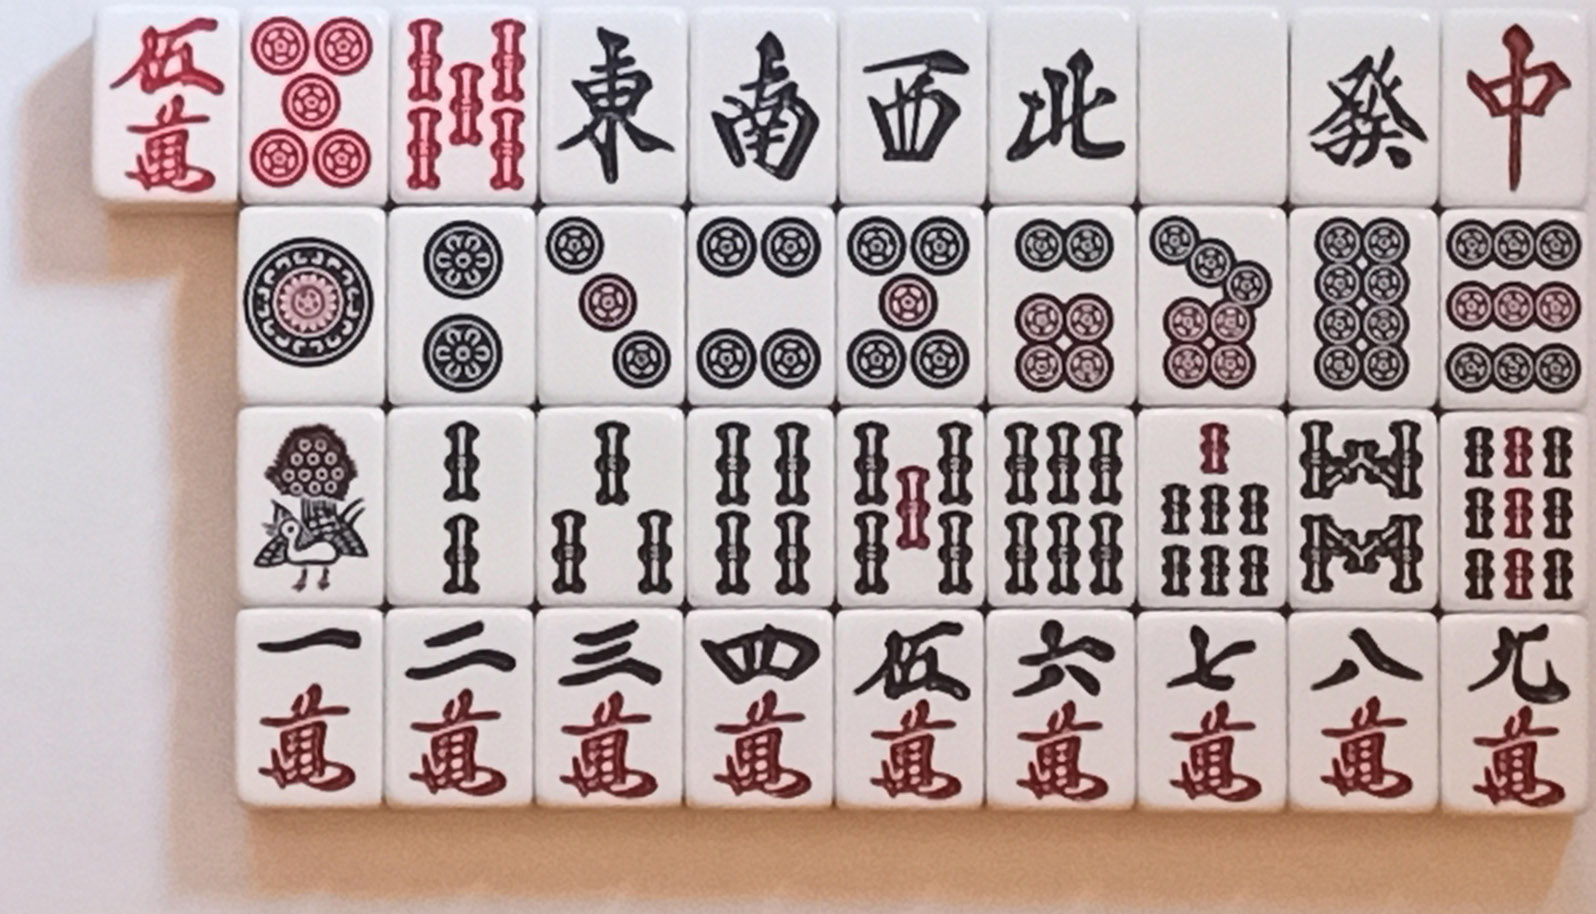 伍萬 東 南 西 北 發 中
一萬 二萬 三萬 四萬 伍萬 六萬 七萬 八萬 九萬